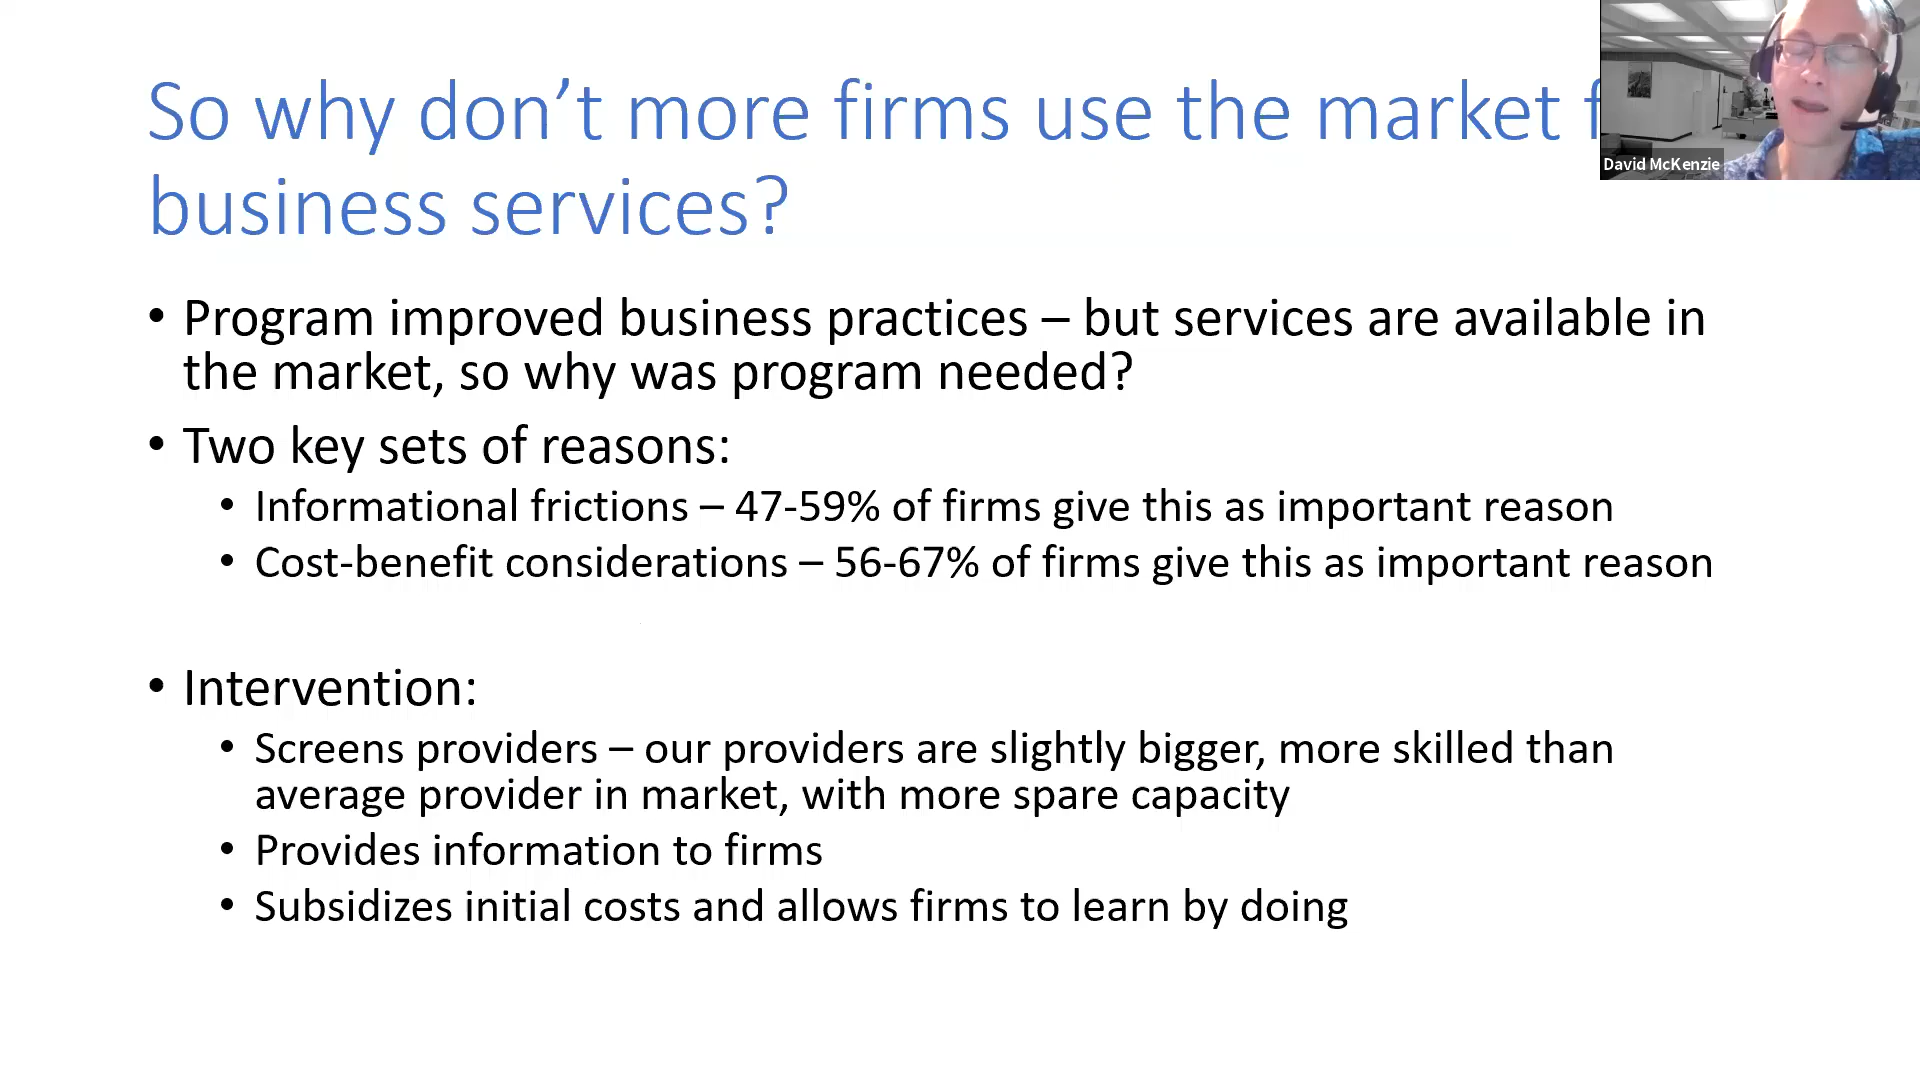 So why don’t more firms use the market f
business services?
David McKenzie
• Program improved business practices – but services are available in
the market, so why was program needed?
• Two key sets of reasons:
• Informational frictions – 47-59% of firms give this as important reason
• Cost-benefit considerations – 56-67% of firms give this as important reason
• Intervention:
• Screens providers – our providers are slightly bigger, more skilled than
average provider in market, with more spare capacity
• Provides information to firms
• Subsidizes initial costs and allows firms to learn by doing